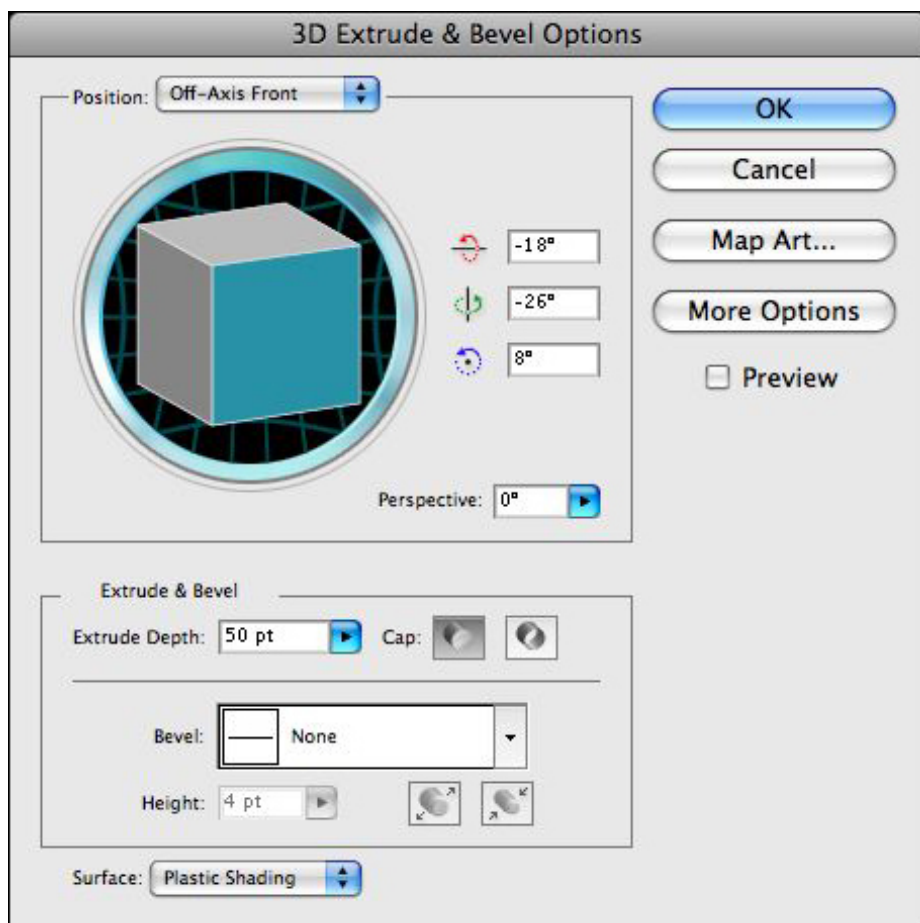 3D Extrude & Bevel Options
Position: Off-Axis Front
OK
Cancel
Map Art...
More Options
Preview
-18°
-26°
8°
Perspective: 0°
Extrude & Bevel
Extrude Depth: 50 pt Cap:
Bevel: None
Height: 4 pt
Surface: Plastic Shading